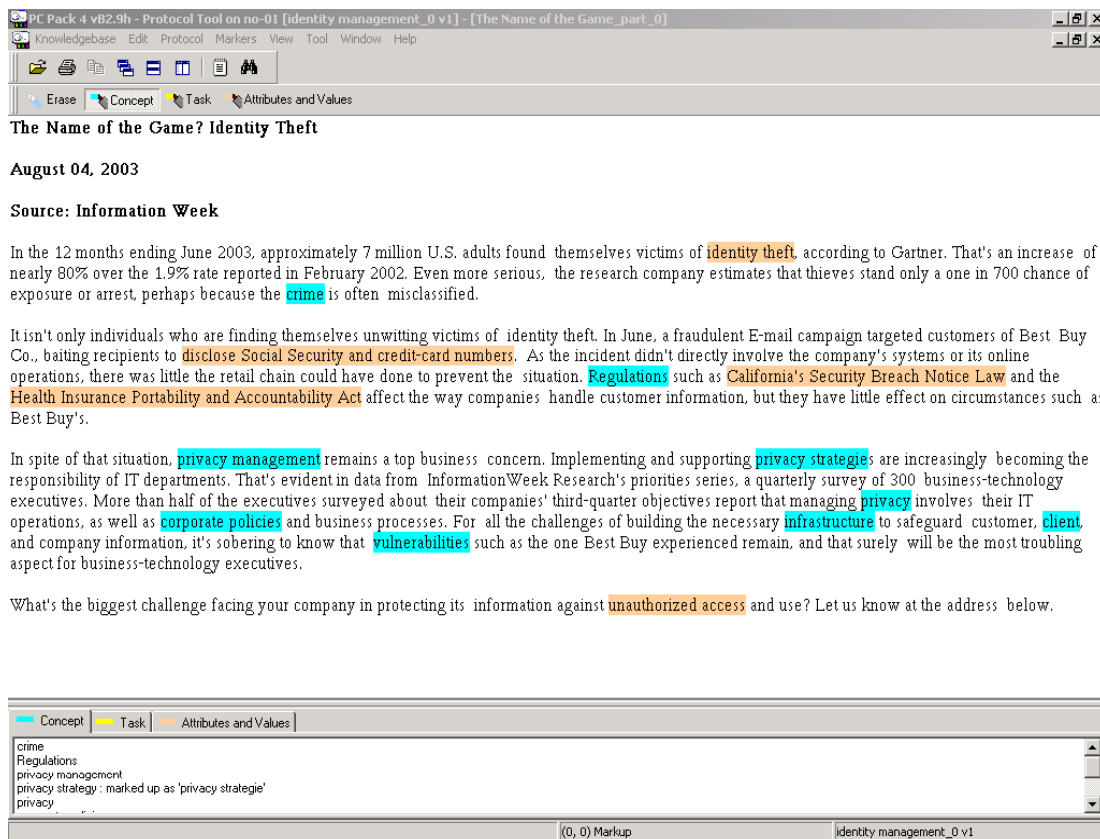 PC Pack 4 vB2.9h - Protocol Tool on no-01 [identity management_0 v1] - [The Name of the Game_part_0]
Knowledgebase Edit Protocol Markers View Tool Window Help
Erase Concept Task Attributes and Values
The Name of the Game? Identity Theft
August 04, 2003
Source: Information Week
In the 12 months ending June 2003, approximately 7 million U.S. adults found themselves victims of identity theft, according to Gartner. That's an increase of
nearly 80% over the 1.9% rate reported in February 2002. Even more serious, the research company estimates that thieves stand only a one in 700 chance of
exposure or arrest, perhaps because the crime is often misclassified.
It isn't only individuals who are finding themselves unwitting victims of identity theft. In June, a fraudulent E-mail campaign targeted customers of Best Buy
Co., baiting recipients to disclose Social Security and credit-card numbers. As the incident didn't directly involve the company's systems or its online
operations, there was little the retail chain could have done to prevent the situation. Regulations such as California's Security Breach Notice Law and the
Health Insurance Portability and Accountability Act affect the way companies handle customer information, but they have little effect on circumstances such as
Best Buy's.
In spite of that situation, privacy management remains a top business concern. Implementing and supporting privacy strategies are increasingly becoming the
responsibility of IT departments. That's evident in data from InformationWeek Research's priorities series, a quarterly survey of 300 business-technology
executives. More than half of the executives surveyed about their companies' third-quarter objectives report that managing privacy involves their IT
operations, as well as corporate policies and business processes. For all the challenges of building the necessary infrastructure to safeguard customer, client,
and company information, it's sobering to know that vulnerabilities such as the one Best Buy experienced remain, and that surely will be the most troubling
aspect for business-technology executives.
What's the biggest challenge facing your company in protecting its information against unauthorized access and use? Let us know at the address below.
Concept Task Attributes and Values
crime
Regulations
privacy management
privacy strategy : marked up as 'privacy strategie'
privacy
(0, 0) Markup identity management_0 v1